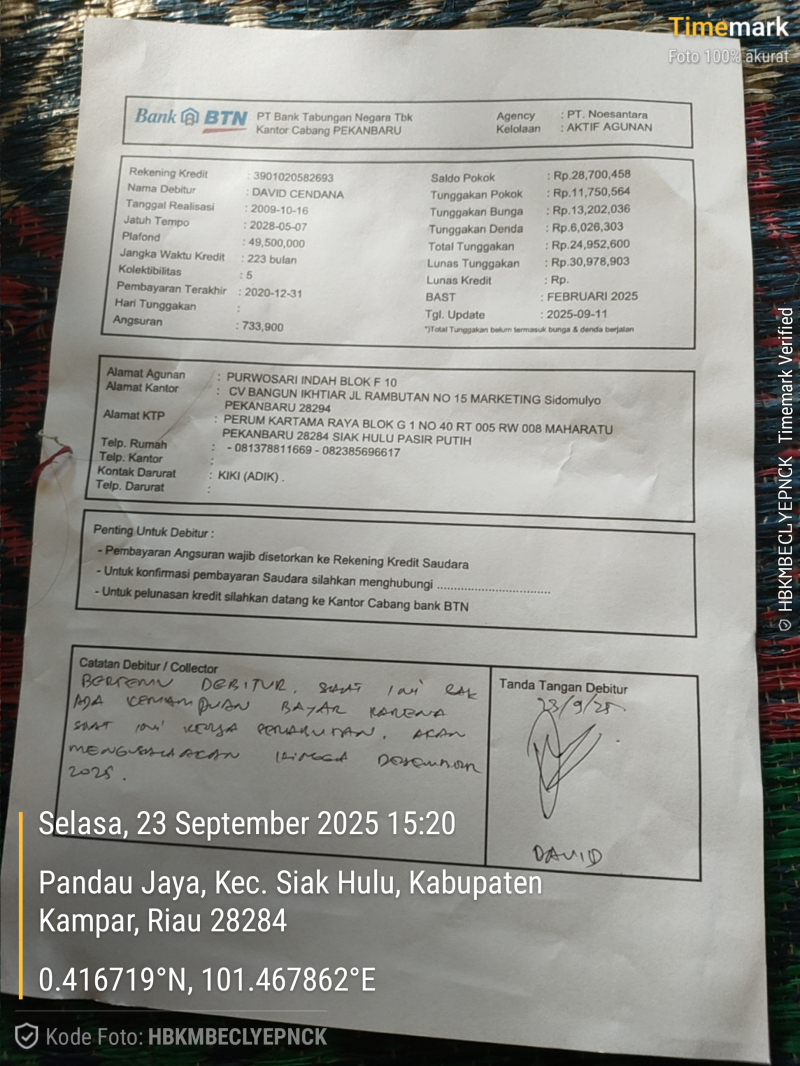 Timemark
Foto 100% akurat
Bank BTN PT Bank Tabungan Negara Tbk
Kantor Cabang PEKANBARU
Agency : PT. Noesantara
Kelolaan : AKTIF AGUNAN
Rekening Kredit : 3901020582693
Nama Debitur : DAVID CENDANA
Tanggal Realisasi : 2009-10-16
Jatuh Tempo : 2028-05-07
Plafond : 49,500,000
Jangka Waktu Kredit : 223 bulan
Kolektibilitas : 5
Pembayaran Terakhir : 2020-12-31
Hari Tunggakan :
Angsuran : 733,900
Saldo Pokok : Rp.28,700,458
Tunggakan Pokok : Rp.11,750,564
Tunggakan Bunga : Rp.13,202,036
Tunggakan Denda : Rp.6,026,303
Total Tunggakan : Rp.24,952,600
Lunas Tunggakan : Rp.30,978,903
Lunas Kredit : Rp.
BAST : FEBRUARI 2025
Tgl. Update : 2025-09-11
*)Total Tunggakan belum termasuk bunga & denda berjalan
Alamat Agunan : PURWOSARI INDAH BLOK F 10
Alamat Kantor : CV BANGUN IKHTIAR JL RAMBUTAN NO 15 MARKETING Sidomulyo
PEKANBARU 28294
Alamat KTP : PERUM KARTAMA RAYA BLOK G 1 NO 40 RT 005 RW 008 MAHARATU
PEKANBARU 28284 SIAK HULU PASIR PUTIH
Telp. Rumah : - 081378811669 - 082385696617
Telp. Kantor :
Kontak Darurat : KIKI (ADIK) .
Telp. Darurat :
Penting Untuk Debitur :
- Pembayaran Angsuran wajib disetorkan ke Rekening Kredit Saudara
- Untuk konfirmasi pembayaran Saudara silahkan menghubungi ................................
- Untuk pelunasan kredit silahkan datang ke Kantor Cabang bank BTN
Catatan Debitur / Collector
BERTEMU DEBITUR. SAAT INI
ADA KEMAMPUAN BAYAR KARENA
SAAT INI KERJA . AKAN
MENGUSAHAKAN HINGGA DESEMBER
2025.
Tanda Tangan Debitur
23/9/25.
DAVID
Selasa, 23 September 2025 15:20
Pandau Jaya, Kec. Siak Hulu, Kabupaten
Kampar, Riau 28284
0.416719°N, 101.467862°E
Kode Foto: HBKMBECLYEPNCK
HBKMBECLYEPNCK Timemark Verified